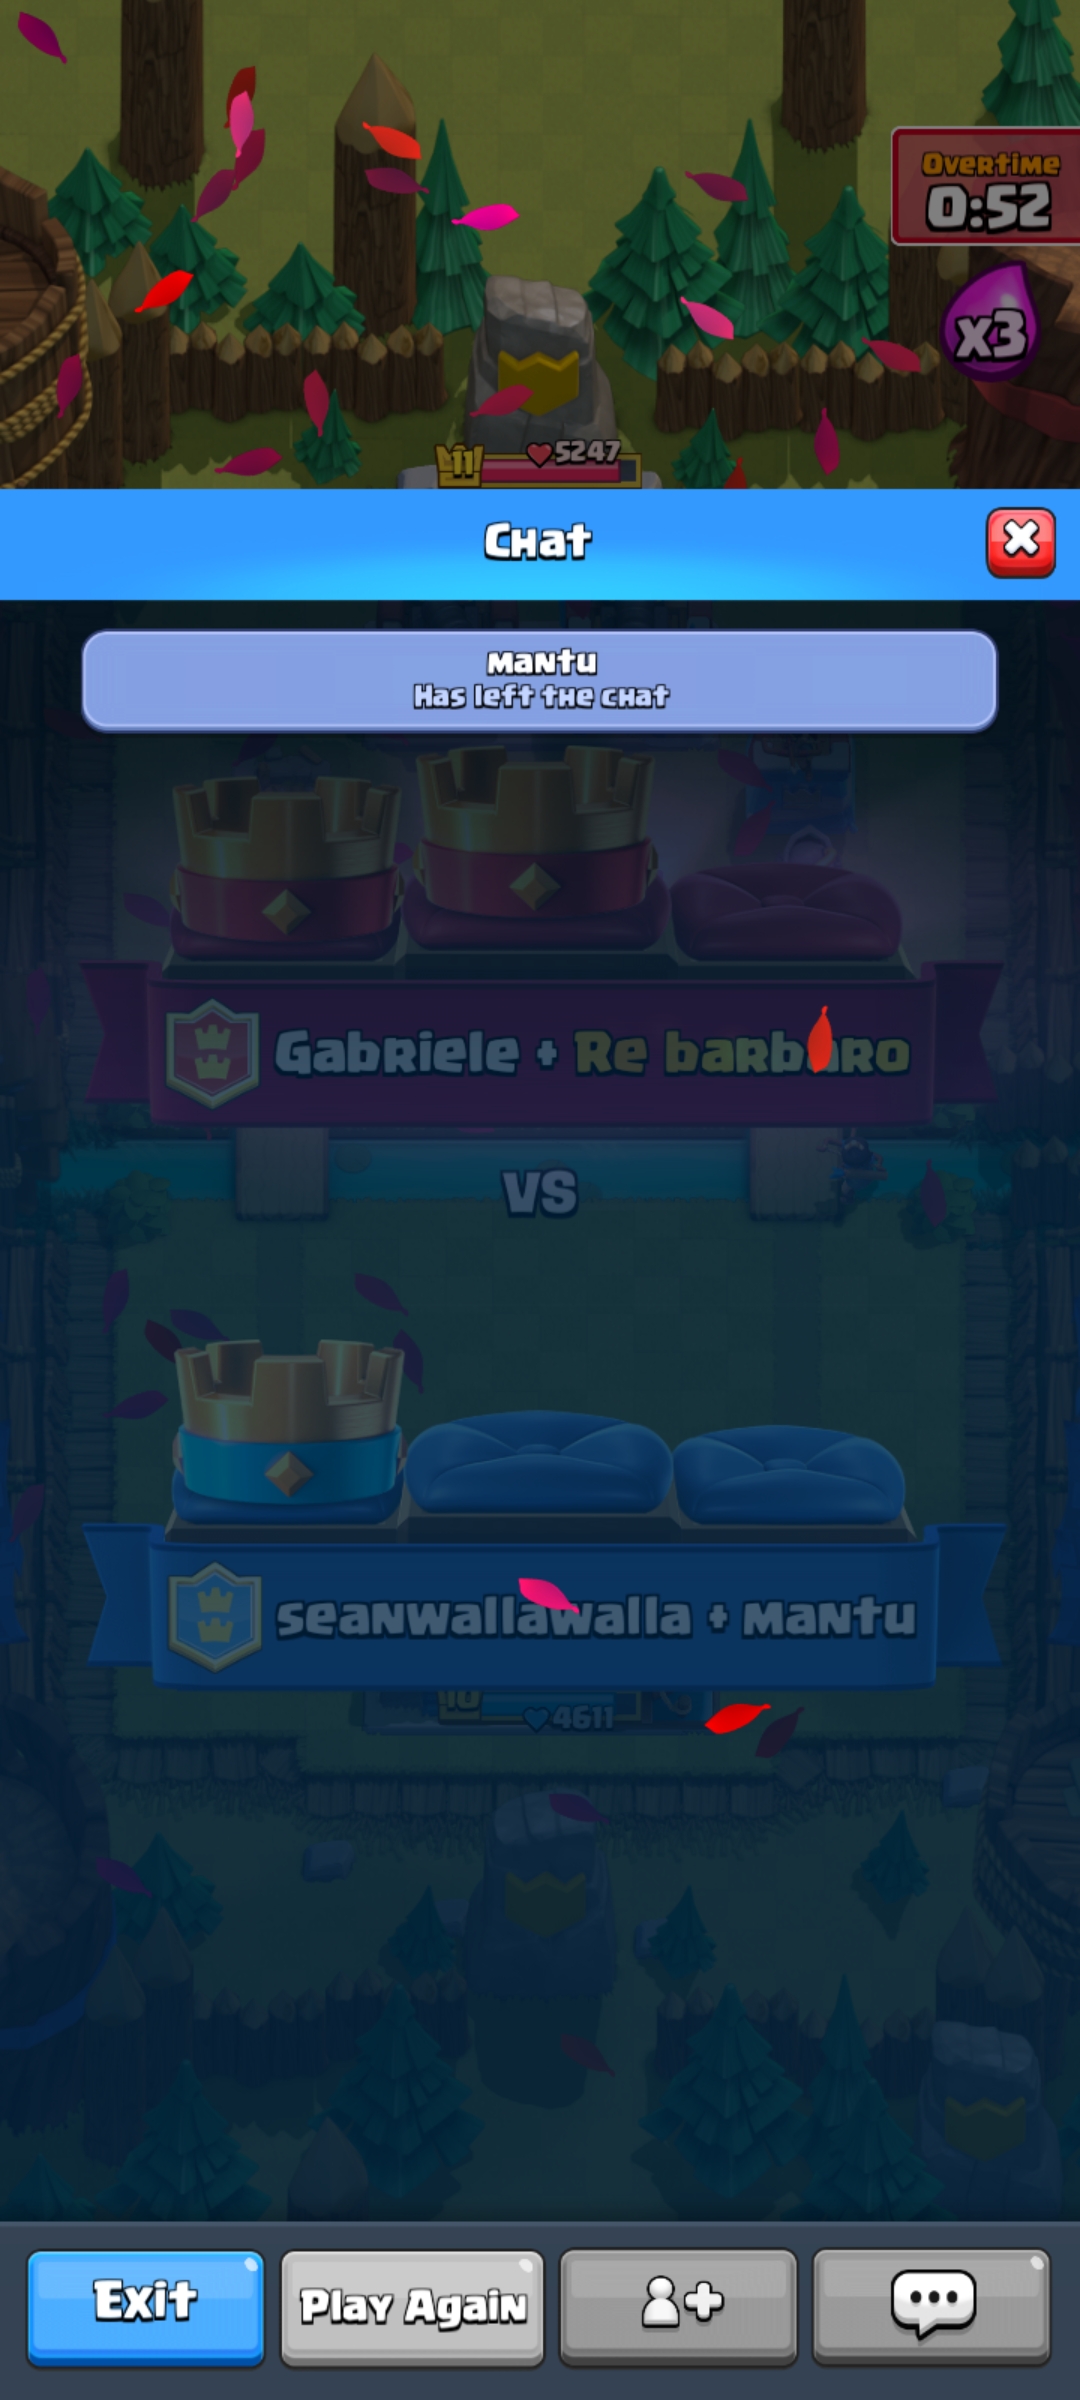 Overtime
0:52
x3
11
5247
Chat
Mantu
Has left the chat
Gabriele + Re barbaro
VS
seanwallawalla + Mantu
10
4611
Exit
Play Again